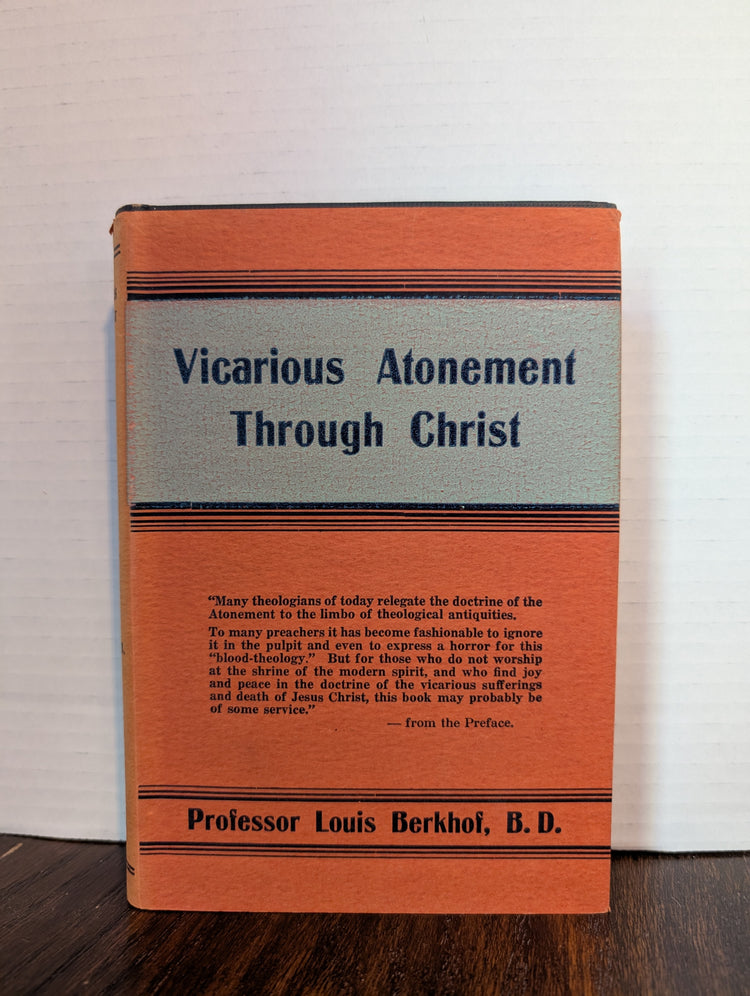 Vicarious Atonement
Through Christ
“Many theologians of today relegate the doctrine of the
Atonement to the limbo of theological antiquities.
To many preachers it has become fashionable to ignore
it in the pulpit and even to express a horror for this
“blood-theology.” But for those who do not worship
at the shrine of the modern spirit, and who find joy
and peace in the doctrine of the vicarious sufferings
and death of Jesus Christ, this book may probably be
of some service.”
— from the Preface.
Professor Louis Berkhof, B. D.